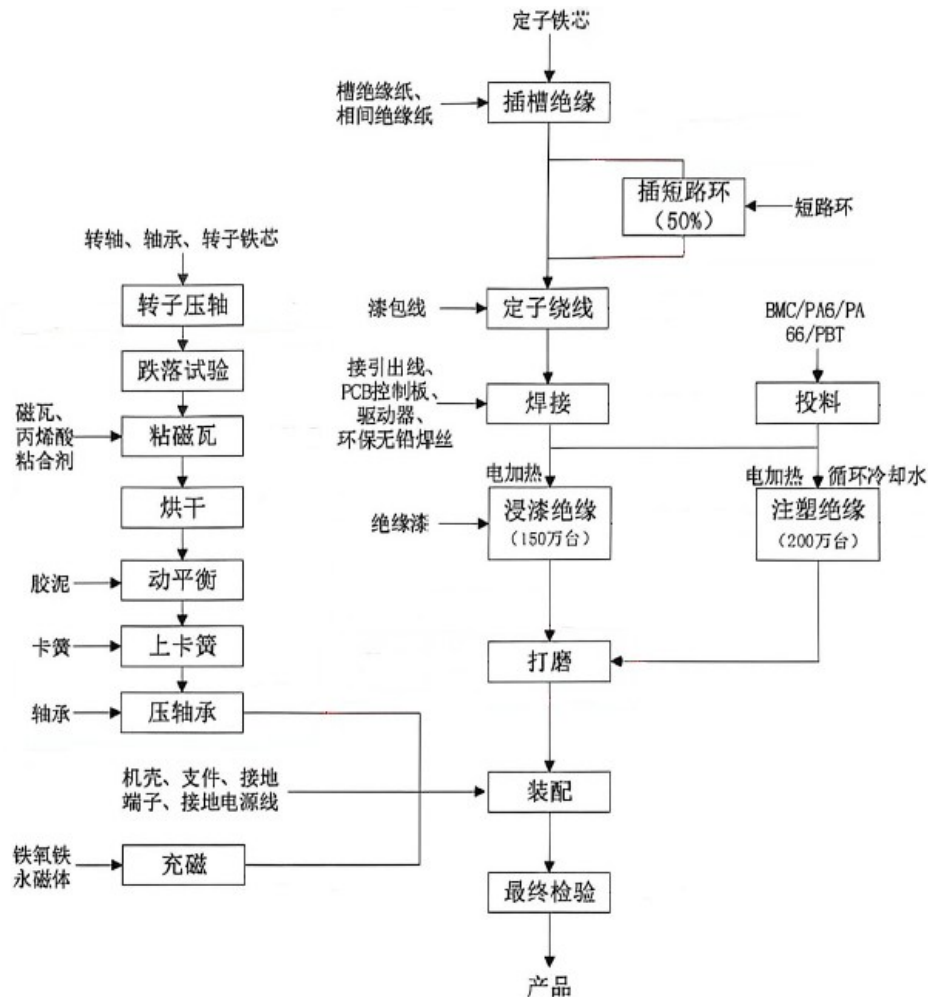 定子铁芯
槽绝缘纸、
相间绝缘纸
插槽绝缘
插短路环
（50%）
短路环
转轴、轴承、转子铁芯
转子压轴
漆包线
定子绕线
BMC/PA6/PA
66/PBT
跌落试验
接引出线、
PCB控制板、
驱动器、
环保无铅焊丝
焊接
投料
磁瓦、
丙烯酸
粘合剂
粘磁瓦
电加热
电加热
循环冷却水
烘干
绝缘漆
浸漆绝缘
（150万台）
注塑绝缘
（200万台）
胶泥
动平衡
卡簧
上卡簧
打磨
轴承
压轴承
机壳、支件、接地
端子、接地电源线
装配
铁氧铁
永磁体
充磁
最终检验
产品